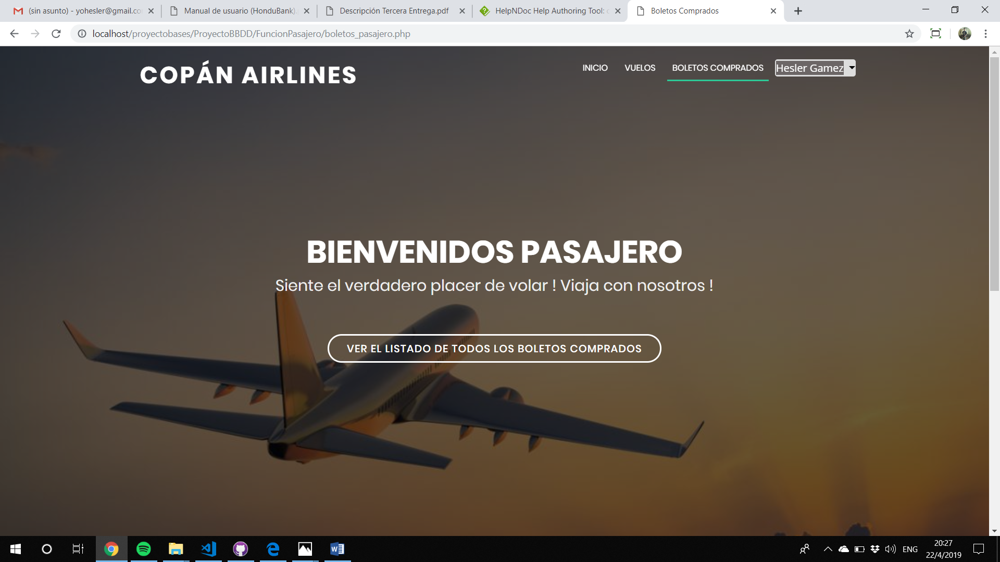 (sin asunto) - yohesler@gmail.co
Manual de usuario (HonduBank).
Descripción Tercera Entrega.pdf
HelpNDoc Help Authoring Tool: c
Boletos Comprados
localhost/proyectobases/ProyectoBBDD/FuncionPasajero/boletos_pasajero.php
COPÁN AIRLINES
INICIO
VUELOS
BOLETOS COMPRADOS
Hesler Gamez
BIENVENIDOS PASAJERO
Siente el verdadero placer de volar ! Viaja con nosotros !
VER EL LISTADO DE TODOS LOS BOLETOS COMPRADOS
ENG
20:27
22/4/2019